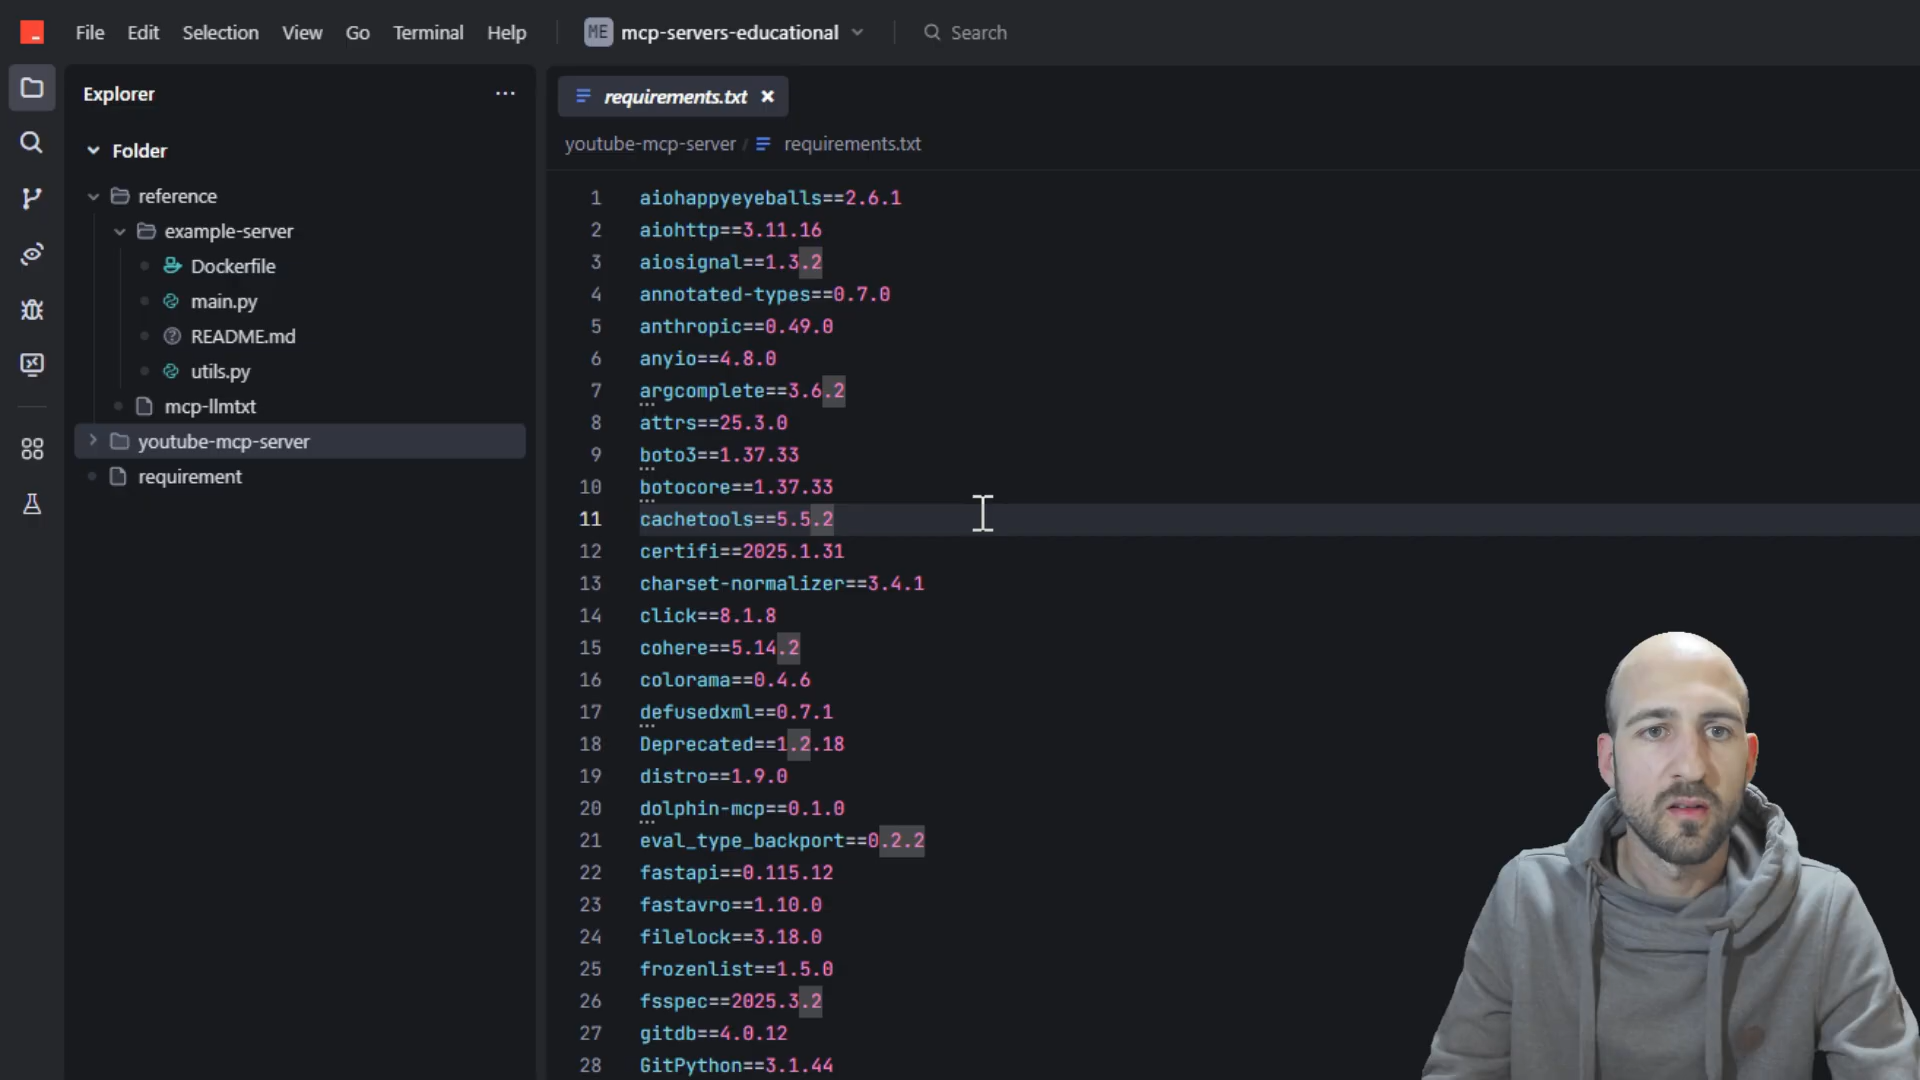 File Edit Selection View Go Terminal Help ME mcp-servers-educational Search
Explorer
Folder
reference
example-server
Dockerfile
main.py
README.md
utils.py
mcp-llmtxt
youtube-mcp-server
requirement
requirements.txt
youtube-mcp-server / requirements.txt
1 aiohappyeyeballs==2.6.1
2 aiohttp==3.11.16
3 aiosignal==1.3.2
4 annotated-types==0.7.0
5 anthropic==0.49.0
6 anyio==4.8.0
7 argcomplete==3.6.2
8 attrs==25.3.0
9 boto3==1.37.33
10 botocore==1.37.33
11 cachetools==5.5.2
12 certifi==2025.1.31
13 charset-normalizer==3.4.1
14 click==8.1.8
15 cohere==5.14.2
16 colorama==0.4.6
17 defusedxml==0.7.1
18 Deprecated==1.2.18
19 distro==1.9.0
20 dolphin-mcp==0.1.0
21 eval_type_backport==0.2.2
22 fastapi==0.115.12
23 fastavro==1.10.0
24 filelock==3.18.0
25 frozenlist==1.5.0
26 fsspec==2025.3.2
27 gitdb==4.0.12
28 GitPython==3.1.44